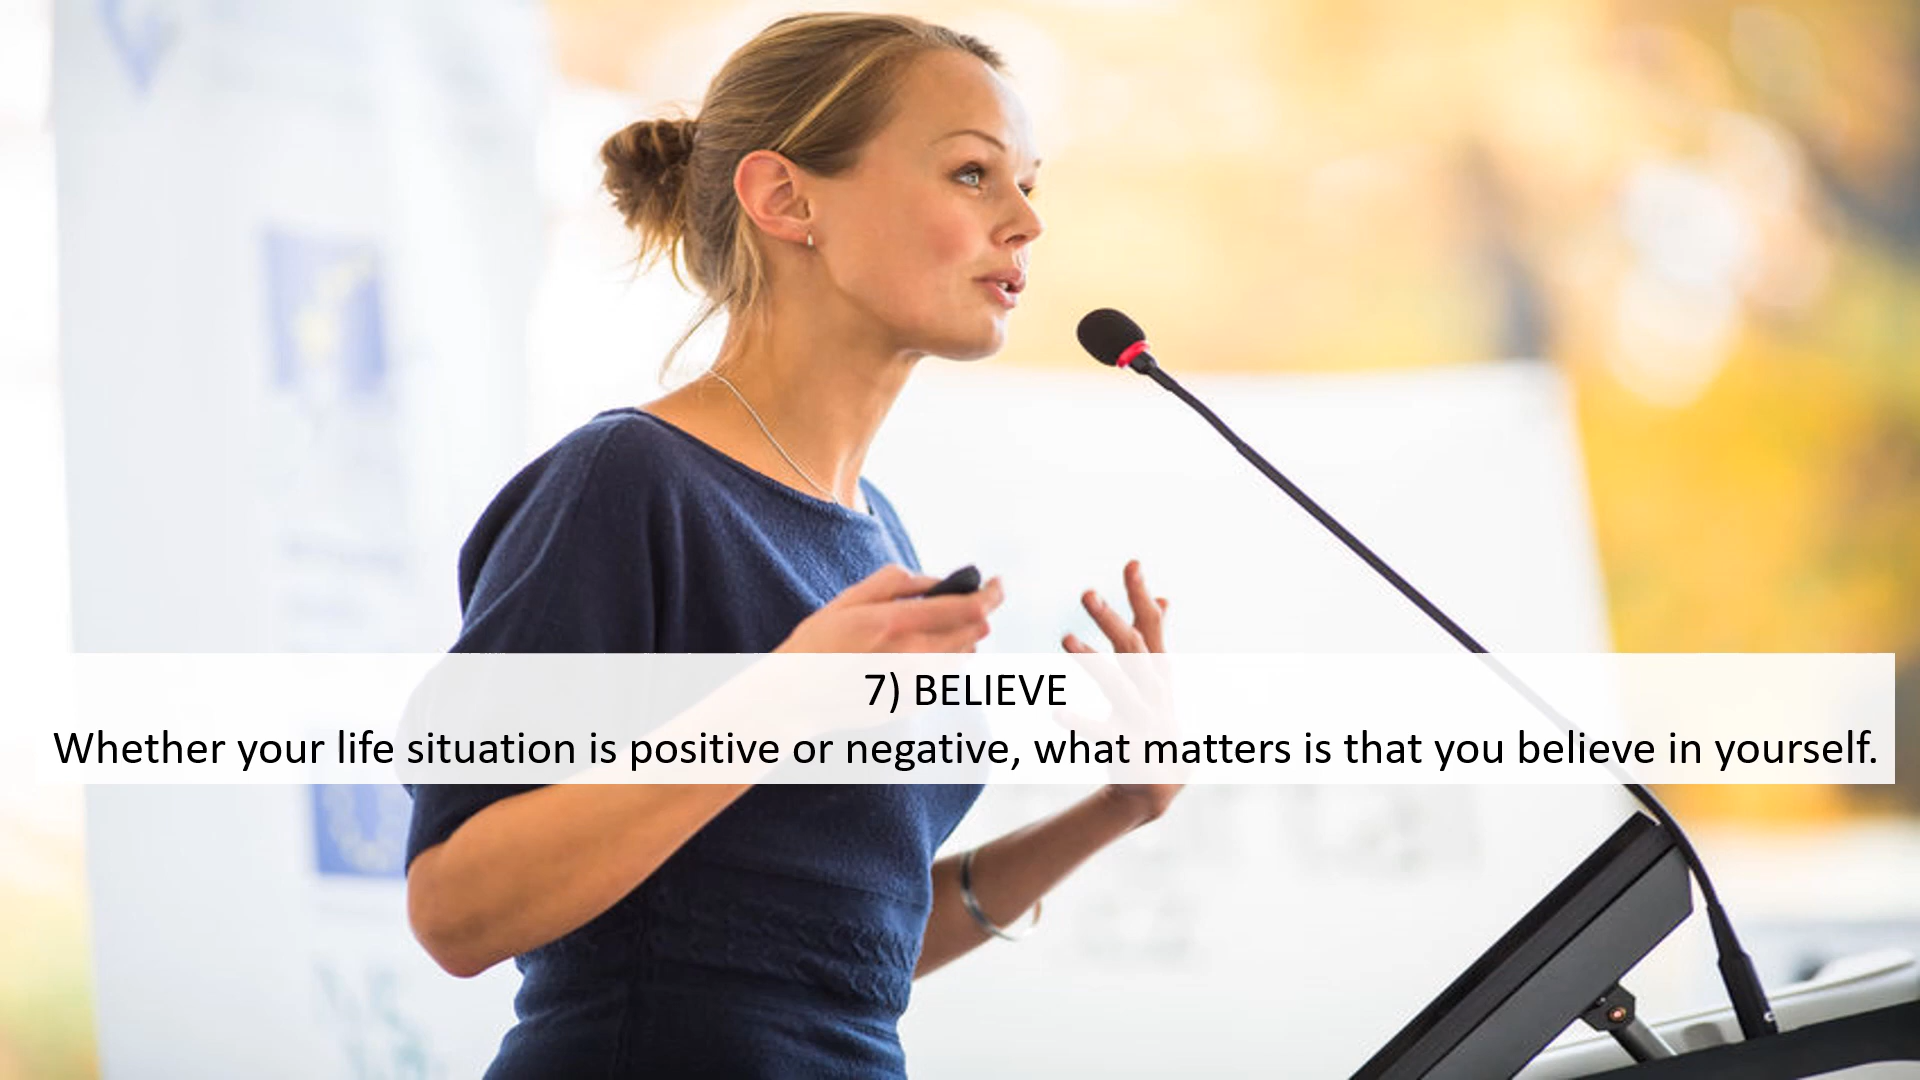 7) BELIEVE
Whether your life situation is positive or negative, what matters is that you believe in yourself.